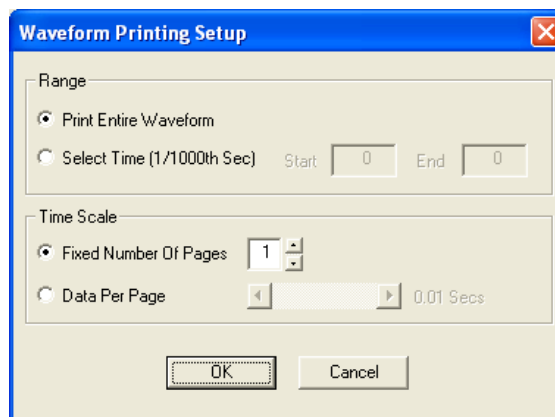 Waveform Printing Setup
Range
Print Entire Waveform
Select Time (1/1000th Sec) Start 0 End 0
Time Scale
Fixed Number Of Pages 1
Data Per Page 0.01 Secs
OK Cancel